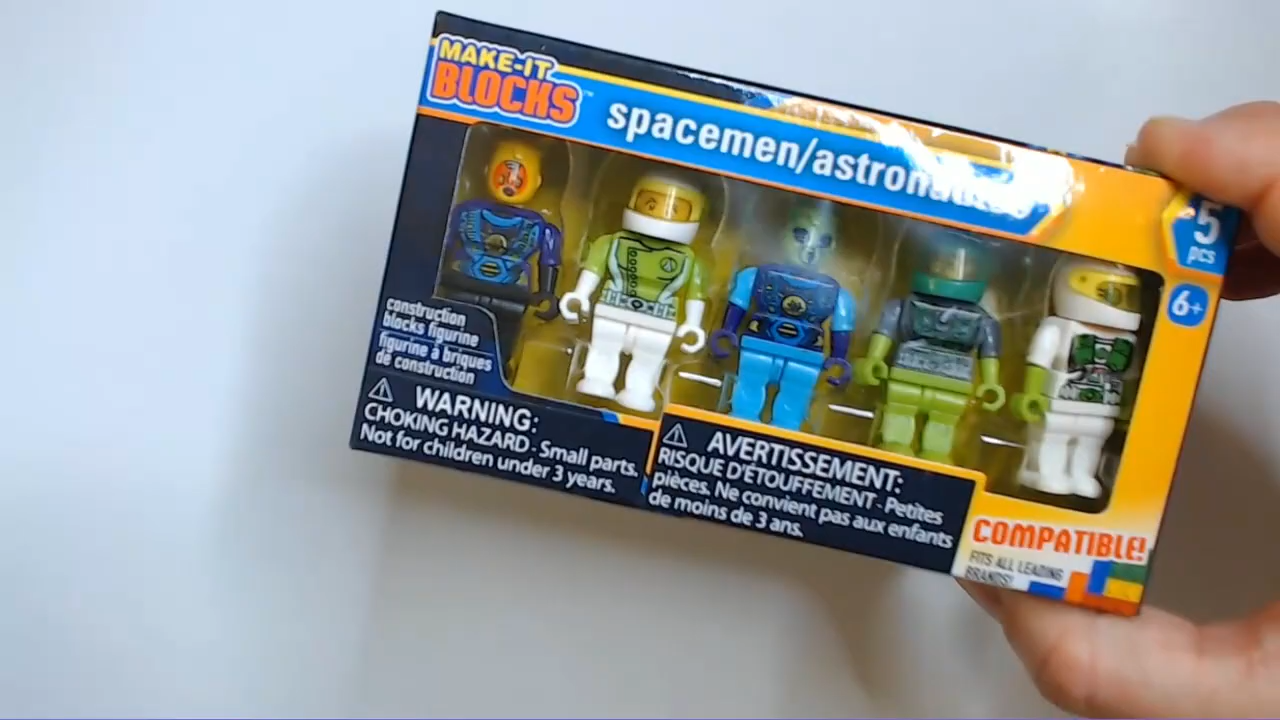 MAKE-IT
BLOCKS™
spacemen/astronautes
5
pcs
6+
construction
blocks figurine
figurine à briques
de construction
WARNING:
CHOKING HAZARD - Small parts.
Not for children under 3 years.
AVERTISSEMENT:
RISQUE D'ÉTOUFFEMENT - Petites
pièces. Ne convient pas aux enfants
de moins de 3 ans.
COMPATIBLE!
FITS ALL LEADING
BRANDS!